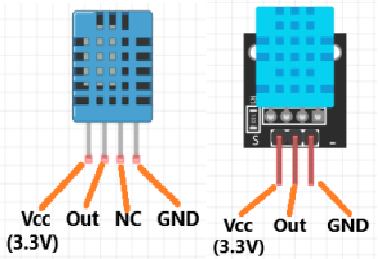 S
-
Vcc Out NC GND
(3.3V)
Vcc Out GND
(3.3V)